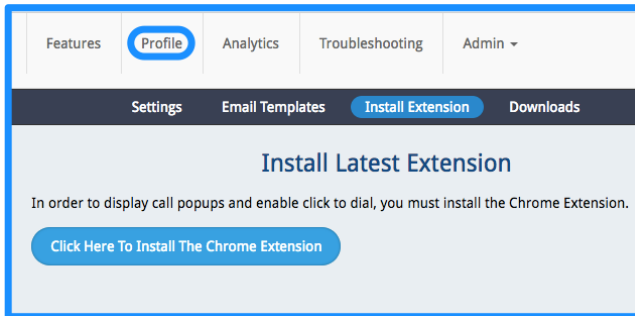 Features Profile Analytics Troubleshooting Admin
Settings Email Templates Install Extension Downloads
Install Latest Extension
In order to display call popups and enable click to dial, you must install the Chrome Extension.
Click Here To Install The Chrome Extension